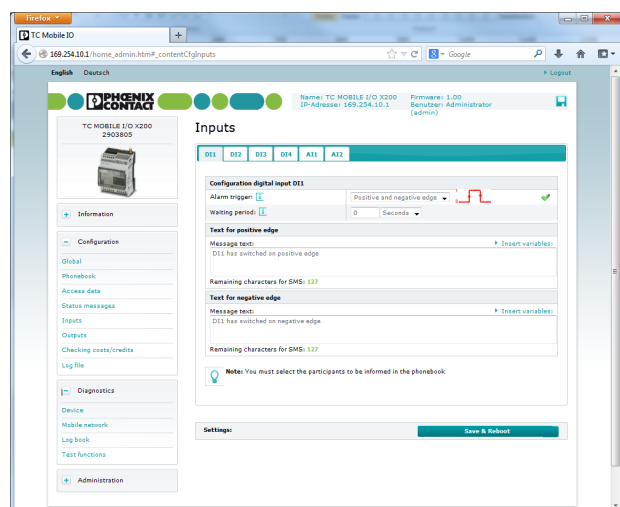 Firefox
TC Mobile IO
+
169.254.10.1/home_admin.htm#_contentCfgInputs
Google
English Deutsch
Logout
PHŒNIX
CONTACT
Name: TC MOBILE I/O X200
IP-Adresse: 169.254.10.1
Firmware: 1.00
Benutzer: Administrator
(admin)
TC MOBILE I/O X200
2903805
Inputs
DI1 DI2 DI3 DI4 AI1 AI2
Configuration digital input DI1
Alarm trigger: i Positive and negative edge
1
0
Waiting period: i 0 Seconds
Text for positive edge
Message text: Insert variables:
DI1 has switched on positive edge
Remaining characters for SMS: 127
Text for negative edge
Message text: Insert variables:
DI1 has switched on negative edge
Remaining characters for SMS: 127
Note: You must select the participants to be informed in the phonebook
Settings: Save & Reboot
+ Information
− Configuration
Global
Phonebook
Access data
Status messages
Inputs
Outputs
Checking costs/credits
Log file
− Diagnostics
Device
Mobile network
Log book
Test functions
+ Administration